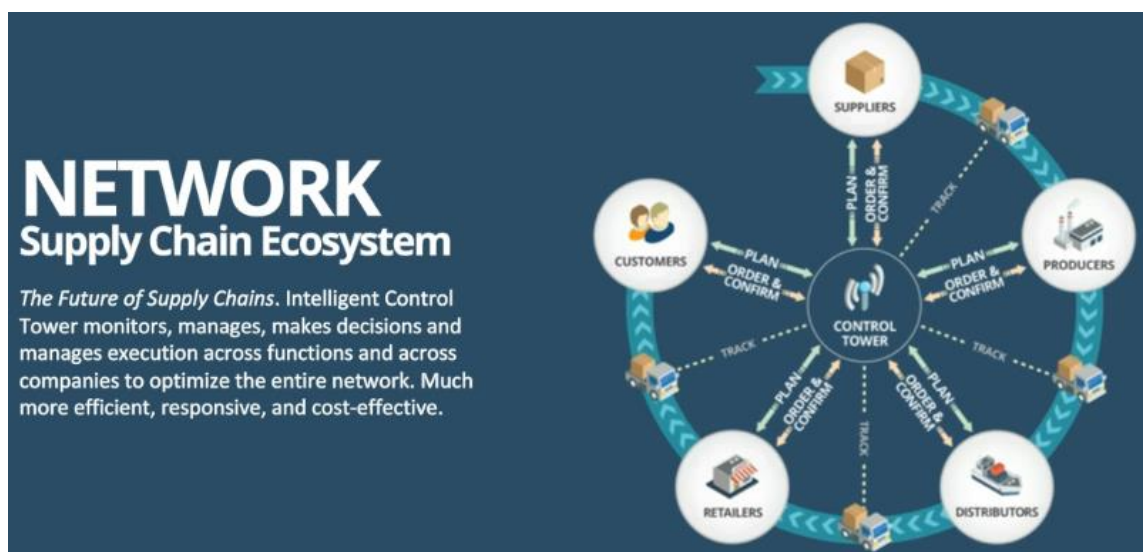 NETWORK
Supply Chain Ecosystem
The Future of Supply Chains. Intelligent Control
Tower monitors, manages, makes decisions and
manages execution across functions and across
companies to optimize the entire network. Much
more efficient, responsive, and cost-effective.
SUPPLIERS
PLAN
ORDER &
CONFIRM
TRACK
CUSTOMERS
PLAN
ORDER &
CONFIRM
PRODUCERS
PLAN
ORDER &
CONFIRM
CONTROL
TOWER
TRACK
TRACK
PLAN
ORDER &
CONFIRM
TRACK
PLAN
ORDER &
CONFIRM
RETAILERS
DISTRIBUTORS